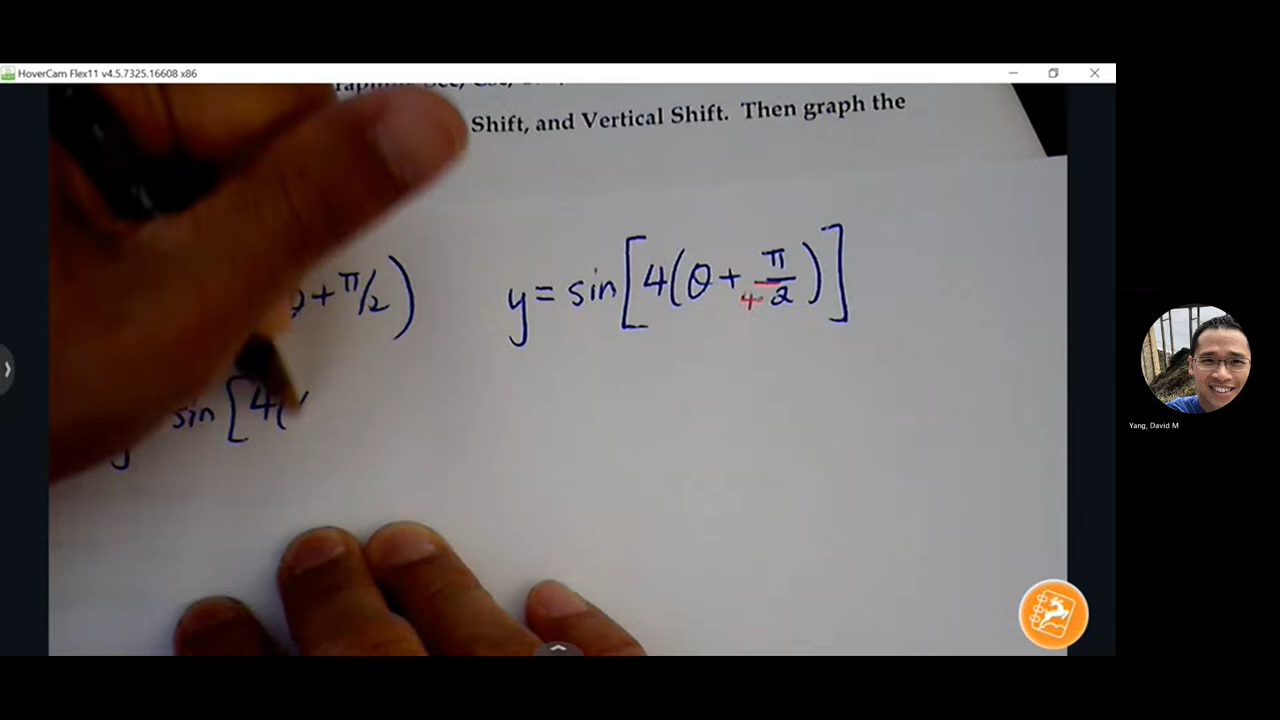 HoverCam Flex11 v4.5.7325.16608 x86
Shift, and Vertical Shift. Then graph the
+ π/2) y = sin[4(θ + π/2)]
4
sin[4(
Yang, David M